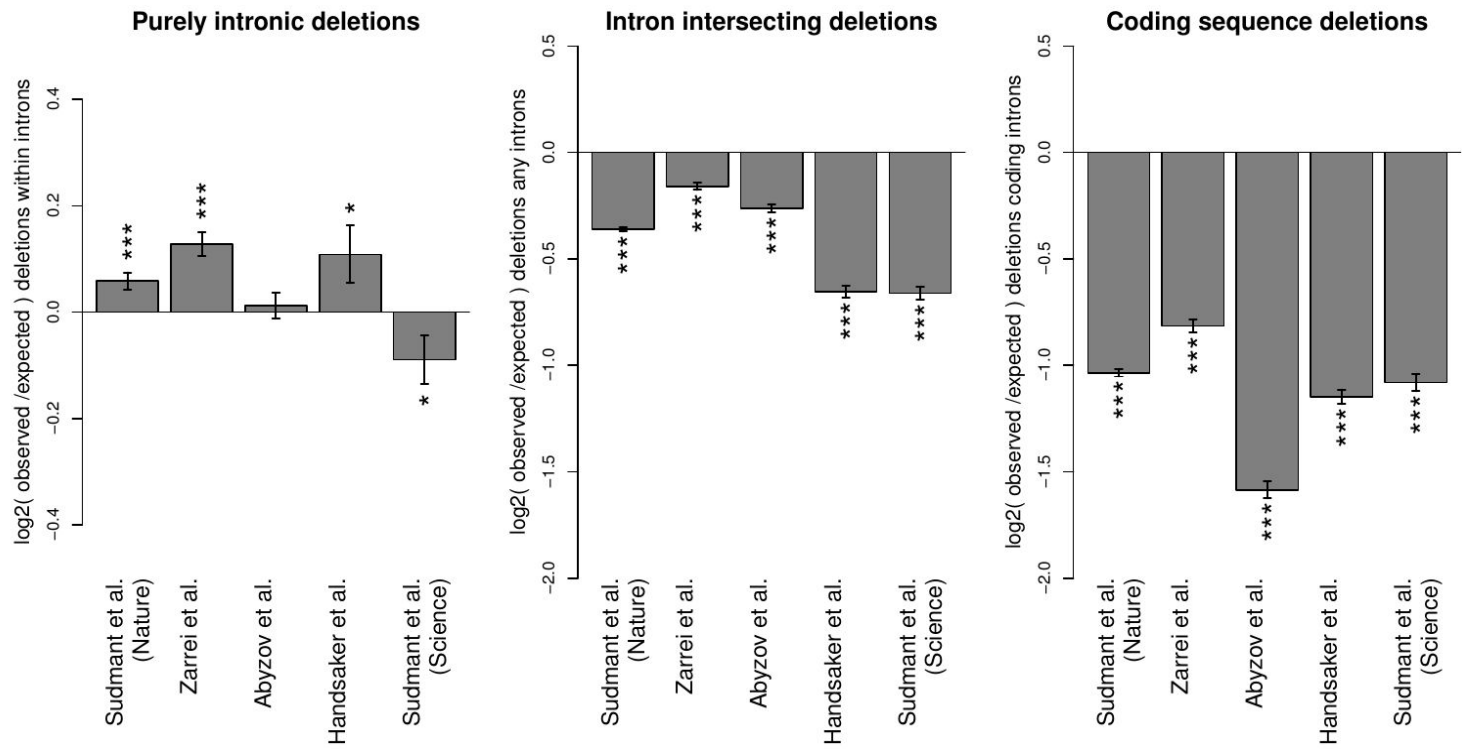 Purely intronic deletions
log2( observed /expected ) deletions within introns
0.4
0.2
0.0
−0.2
−0.4
***
***
*
*
Sudmant et al.
(Nature)
Zarrei et al.
Abyzov et al.
Handsaker et al.
Sudmant et al.
(Science)
Intron intersecting deletions
log2( observed /expected ) deletions any introns
0.5
0.0
−0.5
−1.0
−1.5
−2.0
***
***
***
***
***
Sudmant et al.
(Nature)
Zarrei et al.
Abyzov et al.
Handsaker et al.
Sudmant et al.
(Science)
Coding sequence deletions
log2( observed /expected ) deletions coding introns
0.5
0.0
−0.5
−1.0
−1.5
−2.0
***
***
***
***
***
Sudmant et al.
(Nature)
Zarrei et al.
Abyzov et al.
Handsaker et al.
Sudmant et al.
(Science)